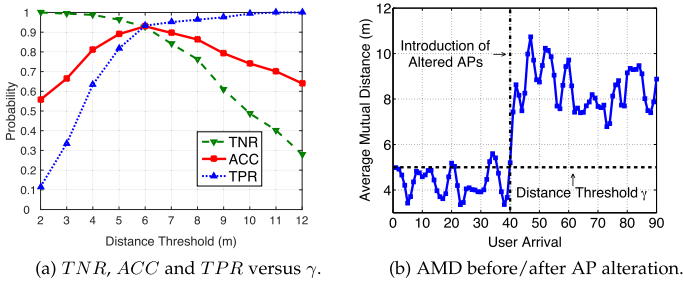 1
0.9
0.8
0.7
0.6
0.5
0.4
0.3
0.2
0.1
0
Probability
TNR
ACC
TPR
2 3 4 5 6 7 8 9 10 11 12
Distance Threshold (m)
(a) TNR, ACC and TPR versus γ.
12
10
8
6
4
Average Mutual Distance (m)
Introduction of
Altered APs
Distance Threshold γ
0 10 20 30 40 50 60 70 80 90
User Arrival
(b) AMD before/after AP alteration.